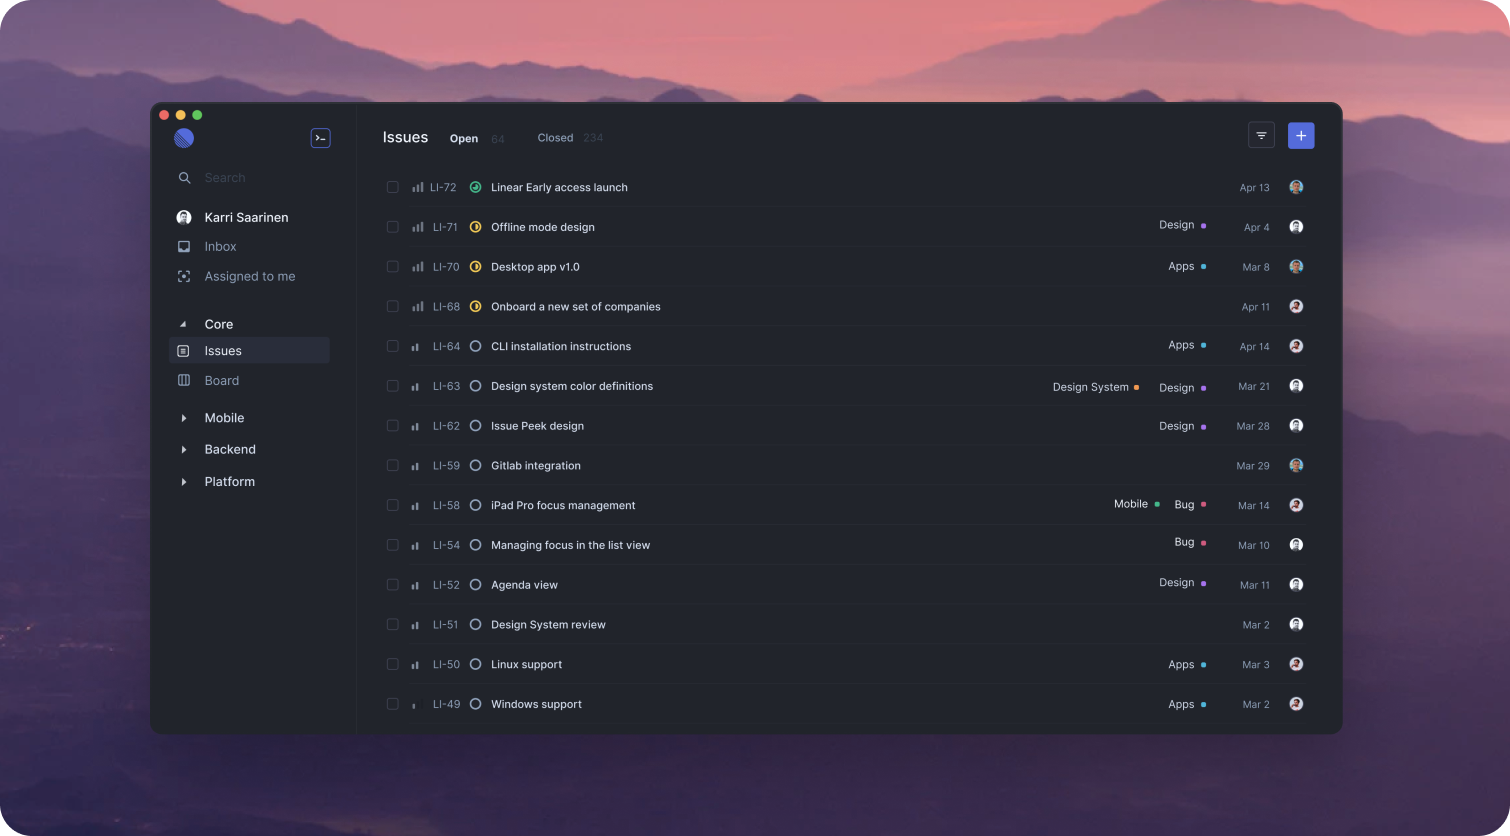 Issues Open 64 Closed 234
Search
Karri Saarinen
Inbox
Assigned to me
Core
Issues
Board
Mobile
Backend
Platform
LI-72 Linear Early access launch Apr 13
LI-71 Offline mode design Design Apr 4
LI-70 Desktop app v1.0 Apps Mar 8
LI-68 Onboard a new set of companies Apr 11
LI-64 CLI installation instructions Apps Apr 14
LI-63 Design system color definitions Design System Design Mar 21
LI-62 Issue Peek design Design Mar 28
LI-59 Gitlab integration Mar 29
LI-58 iPad Pro focus management Mobile Bug Mar 14
LI-54 Managing focus in the list view Bug Mar 10
LI-52 Agenda view Design Mar 11
LI-51 Design System review Mar 2
LI-50 Linux support Apps Mar 3
LI-49 Windows support Apps Mar 2